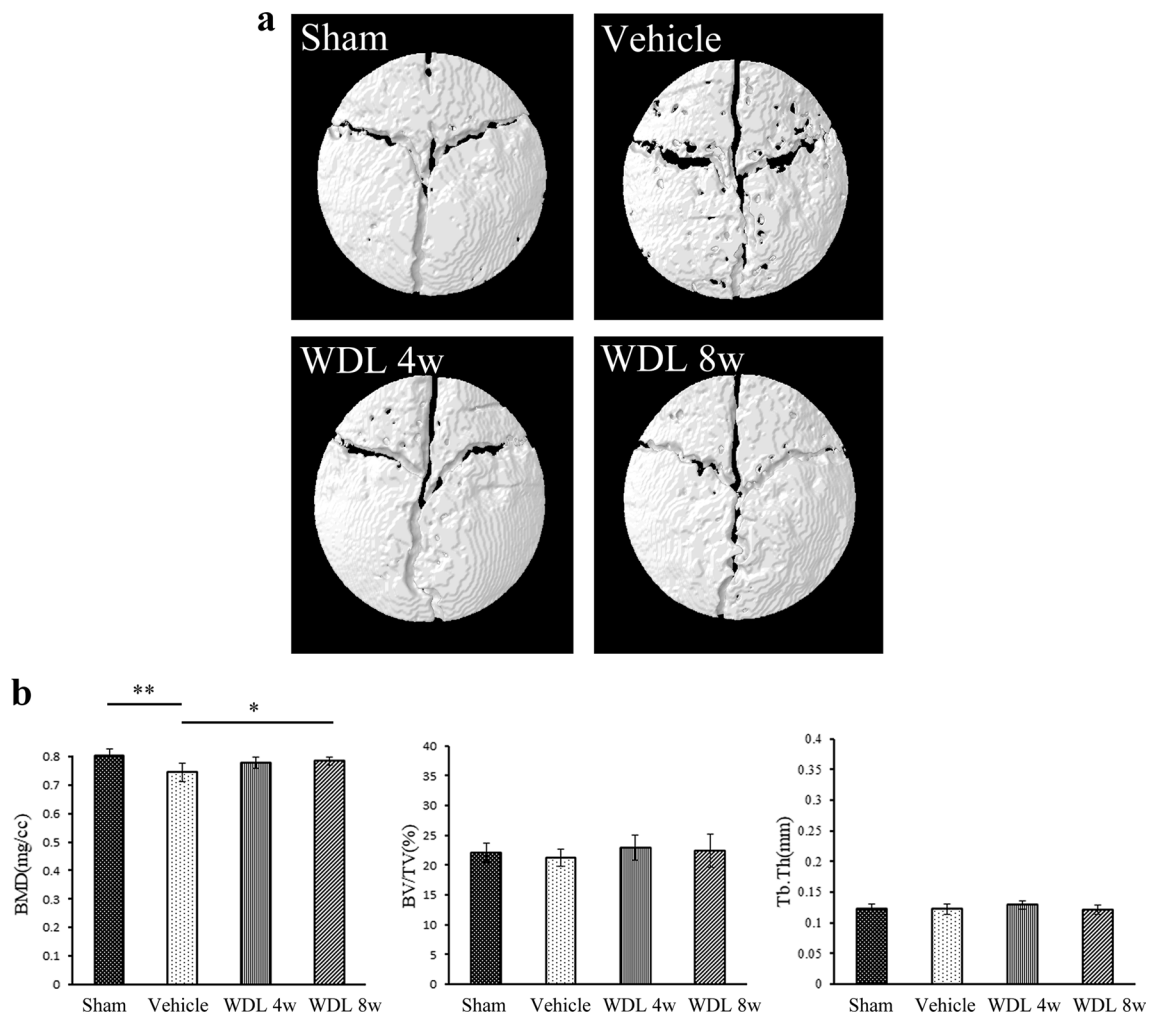 a
Sham
Vehicle
WDL 4w
WDL 8w
b
**
*
BMD(mg/cc)
0.8
0.7
0.6
0.5
0.4
0.3
0.2
0.1
0
Sham
Vehicle
WDL 4w
WDL 8w
BV/TV(%)
40
35
30
25
20
15
10
5
0
Sham
Vehicle
WDL 4w
WDL 8w
Tb.Th(mm)
0.4
0.35
0.3
0.25
0.2
0.15
0.1
0.05
0
Sham
Vehicle
WDL 4w
WDL 8w